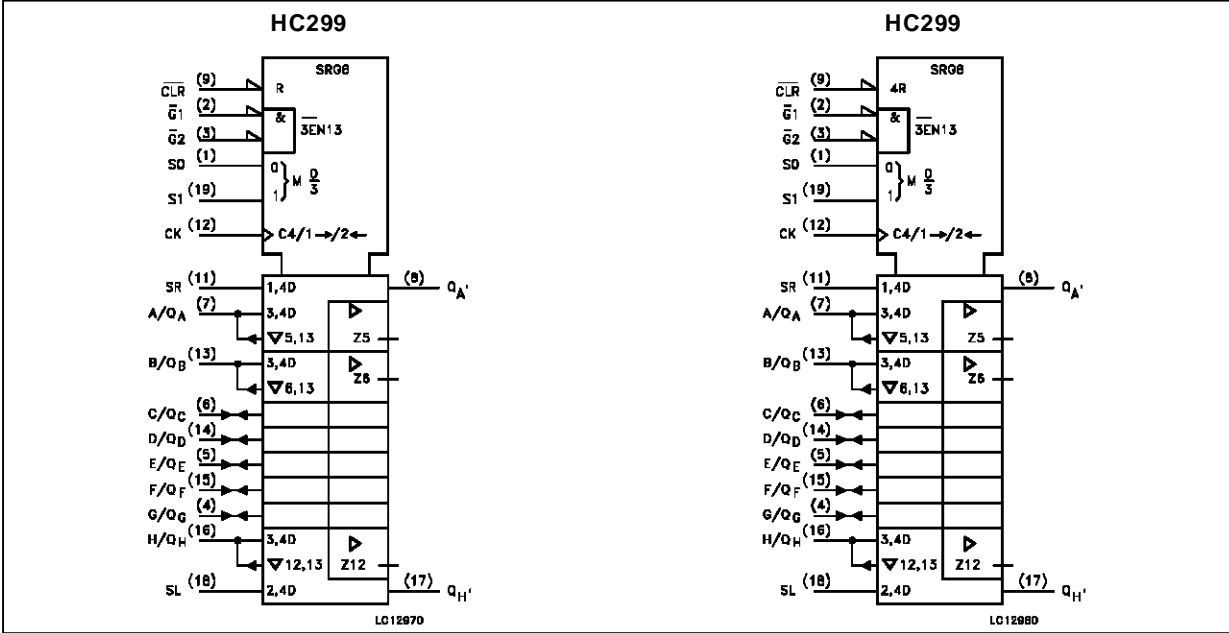 HC299
SRG8
CLR (9) R
G1 (2) &
3EN13
G2 (3)
S0 (1) 0
M 0/3
S1 (19) 1
CK (12) C4/1→/2←
SR (11) 1,4D (8) QA'
A/QA (7) 3,4D
▽5,13 Z5
B/QB (13) 3,4D Z6
▽6,13
C/QC (6)
D/QD (14)
E/QE (5)
F/QF (15)
G/QG (4)
H/QH (16) 3,4D
▽12,13 Z12
SL (18) 2,4D (17) QH'
LC12970
HC299
SRG8
CLR (9) 4R
G1 (2) &
3EN13
G2 (3)
S0 (1) 0
M 0/3
S1 (19) 1
CK (12) C4/1→/2←
SR (11) 1,4D (8) QA'
A/QA (7) 3,4D
▽5,13 Z5
B/QB (13) 3,4D Z6
▽6,13
C/QC (6)
D/QD (14)
E/QE (5)
F/QF (15)
G/QG (4)
H/QH (16) 3,4D
▽12,13 Z12
SL (18) 2,4D (17) QH'
LC12980